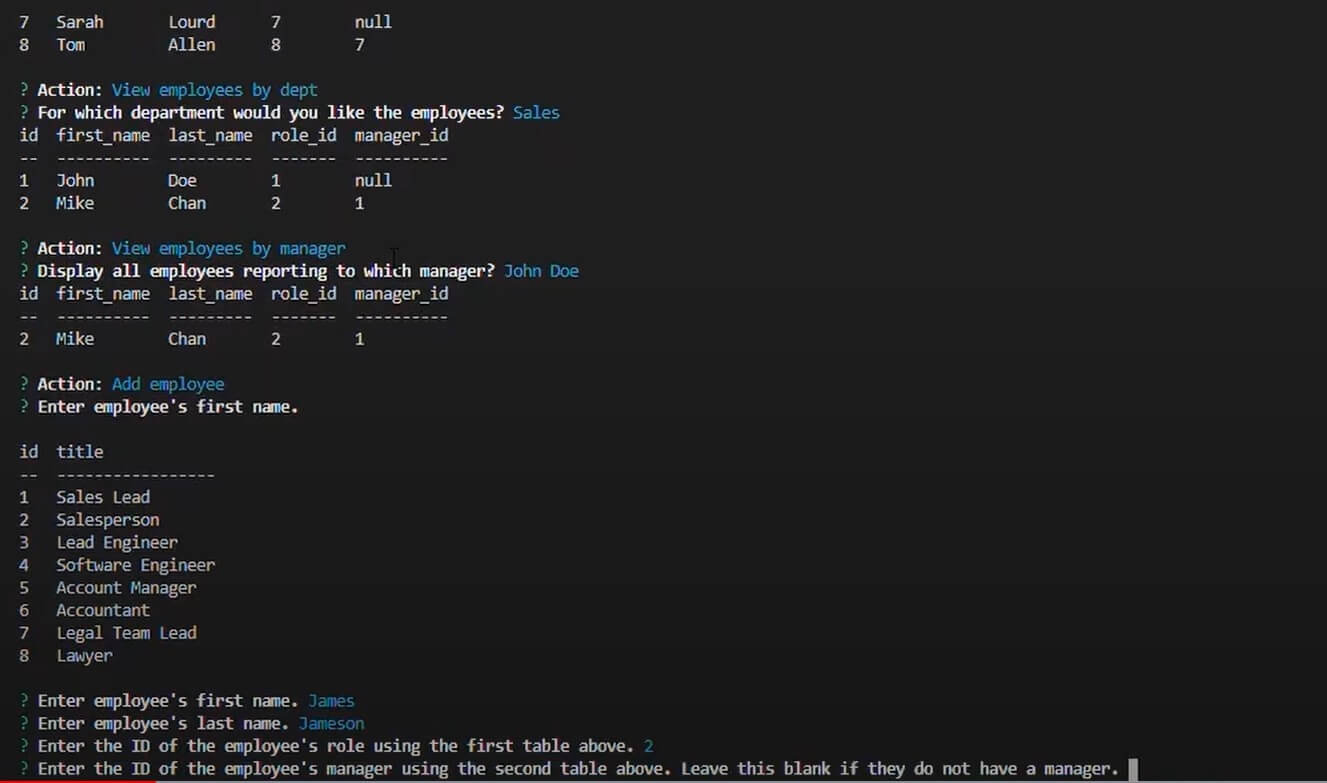 7   Sarah       Lourd      7        null
8   Tom         Allen      8        7
? Action: View employees by dept
? For which department would you like the employees? Sales
id  first_name  last_name  role_id  manager_id
--  ----------  ---------  -------  ----------
1   John        Doe        1        null
2   Mike        Chan       2        1
? Action: View employees by manager
? Display all employees reporting to which manager? John Doe
id  first_name  last_name  role_id  manager_id
--  ----------  ---------  -------  ----------
2   Mike        Chan       2        1
? Action: Add employee
? Enter employee's first name.
id  title
--  -----------------
1   Sales Lead
2   Salesperson
3   Lead Engineer
4   Software Engineer
5   Account Manager
6   Accountant
7   Legal Team Lead
8   Lawyer
? Enter employee's first name. James
? Enter employee's last name. Jameson
? Enter the ID of the employee's role using the first table above. 2
? Enter the ID of the employee's manager using the second table above. Leave this blank if they do not have a manager.